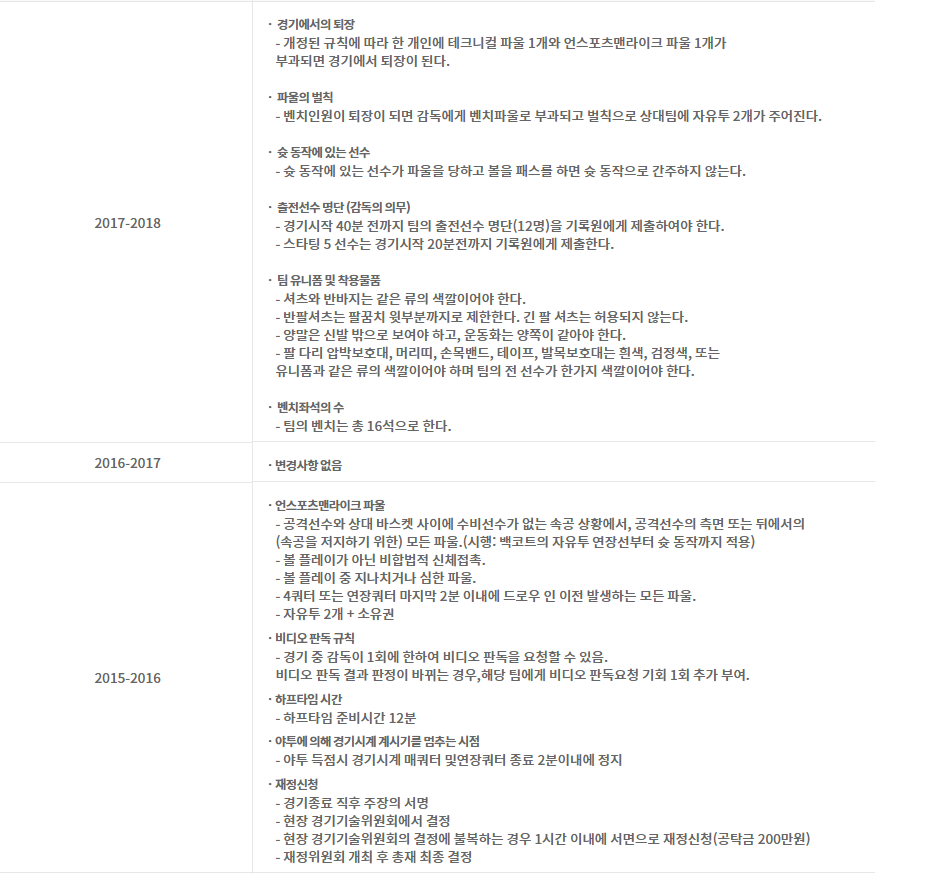 2017-2018
· 경기에서의 퇴장
- 개정된 규칙에 따라 한 개인에 테크니컬 파울 1개와 언스포츠맨라이크 파울 1개가
부과되면 경기에서 퇴장이 된다.
· 파울의 벌칙
- 벤치인원이 퇴장이 되면 감독에게 벤치파울로 부과되고 벌칙으로 상대팀에 자유투 2개가 주어진다.
· 슛 동작에 있는 선수
- 슛 동작에 있는 선수가 파울을 당하고 볼을 패스를 하면 슛 동작으로 간주하지 않는다.
· 출전선수 명단 (감독의 의무)
- 경기시작 40분 전까지 팀의 출전선수 명단(12명)을 기록원에게 제출하여야 한다.
- 스타팅 5 선수는 경기시작 20분전까지 기록원에게 제출한다.
· 팀 유니폼 및 착용물품
- 셔츠와 반바지는 같은 류의 색깔이어야 한다.
- 반팔셔츠는 팔꿈치 윗부분까지로 제한한다. 긴 팔 셔츠는 허용되지 않는다.
- 양말은 신발 밖으로 보여야 하고, 운동화는 양쪽이 같아야 한다.
- 팔 다리 압박보호대, 머리띠, 손목밴드, 테이프, 발목보호대는 흰색, 검정색, 또는
유니폼과 같은 류의 색깔이어야 하며 팀의 전 선수가 한가지 색깔이어야 한다.
· 벤치좌석의 수
- 팀의 벤치는 총 16석으로 한다.
2016-2017
· 변경사항 없음
2015-2016
· 언스포츠맨라이크 파울
- 공격선수와 상대 바스켓 사이에 수비선수가 없는 속공 상황에서, 공격선수의 측면 또는 뒤에서의
(속공을 저지하기 위한) 모든 파울.(시행: 백코트의 자유투 연장선부터 슛 동작까지 적용)
- 볼 플레이가 아닌 비합법적 신체접촉.
- 볼 플레이 중 지나치거나 심한 파울.
- 4쿼터 또는 연장쿼터 마지막 2분 이내에 드로우 인 이전 발생하는 모든 파울.
- 자유투 2개 + 소유권
· 비디오 판독 규칙
- 경기 중 감독이 1회에 한하여 비디오 판독을 요청할 수 있음.
비디오 판독 결과 판정이 바뀌는 경우,해당 팀에게 비디오 판독요청 기회 1회 추가 부여.
· 하프타임 시간
- 하프타임 준비시간 12분
· 야투에 의해 경기시계 계시기를 멈추는 시점
- 야투 득점시 경기시계 매쿼터 및연장쿼터 종료 2분이내에 정지
· 재정신청
- 경기종료 직후 주장의 서명
- 현장 경기기술위원회에서 결정
- 현장 경기기술위원회의 결정에 불복하는 경우 1시간 이내에 서면으로 재정신청(공탁금 200만원)
- 재정위원회 개최 후 총재 최종 결정